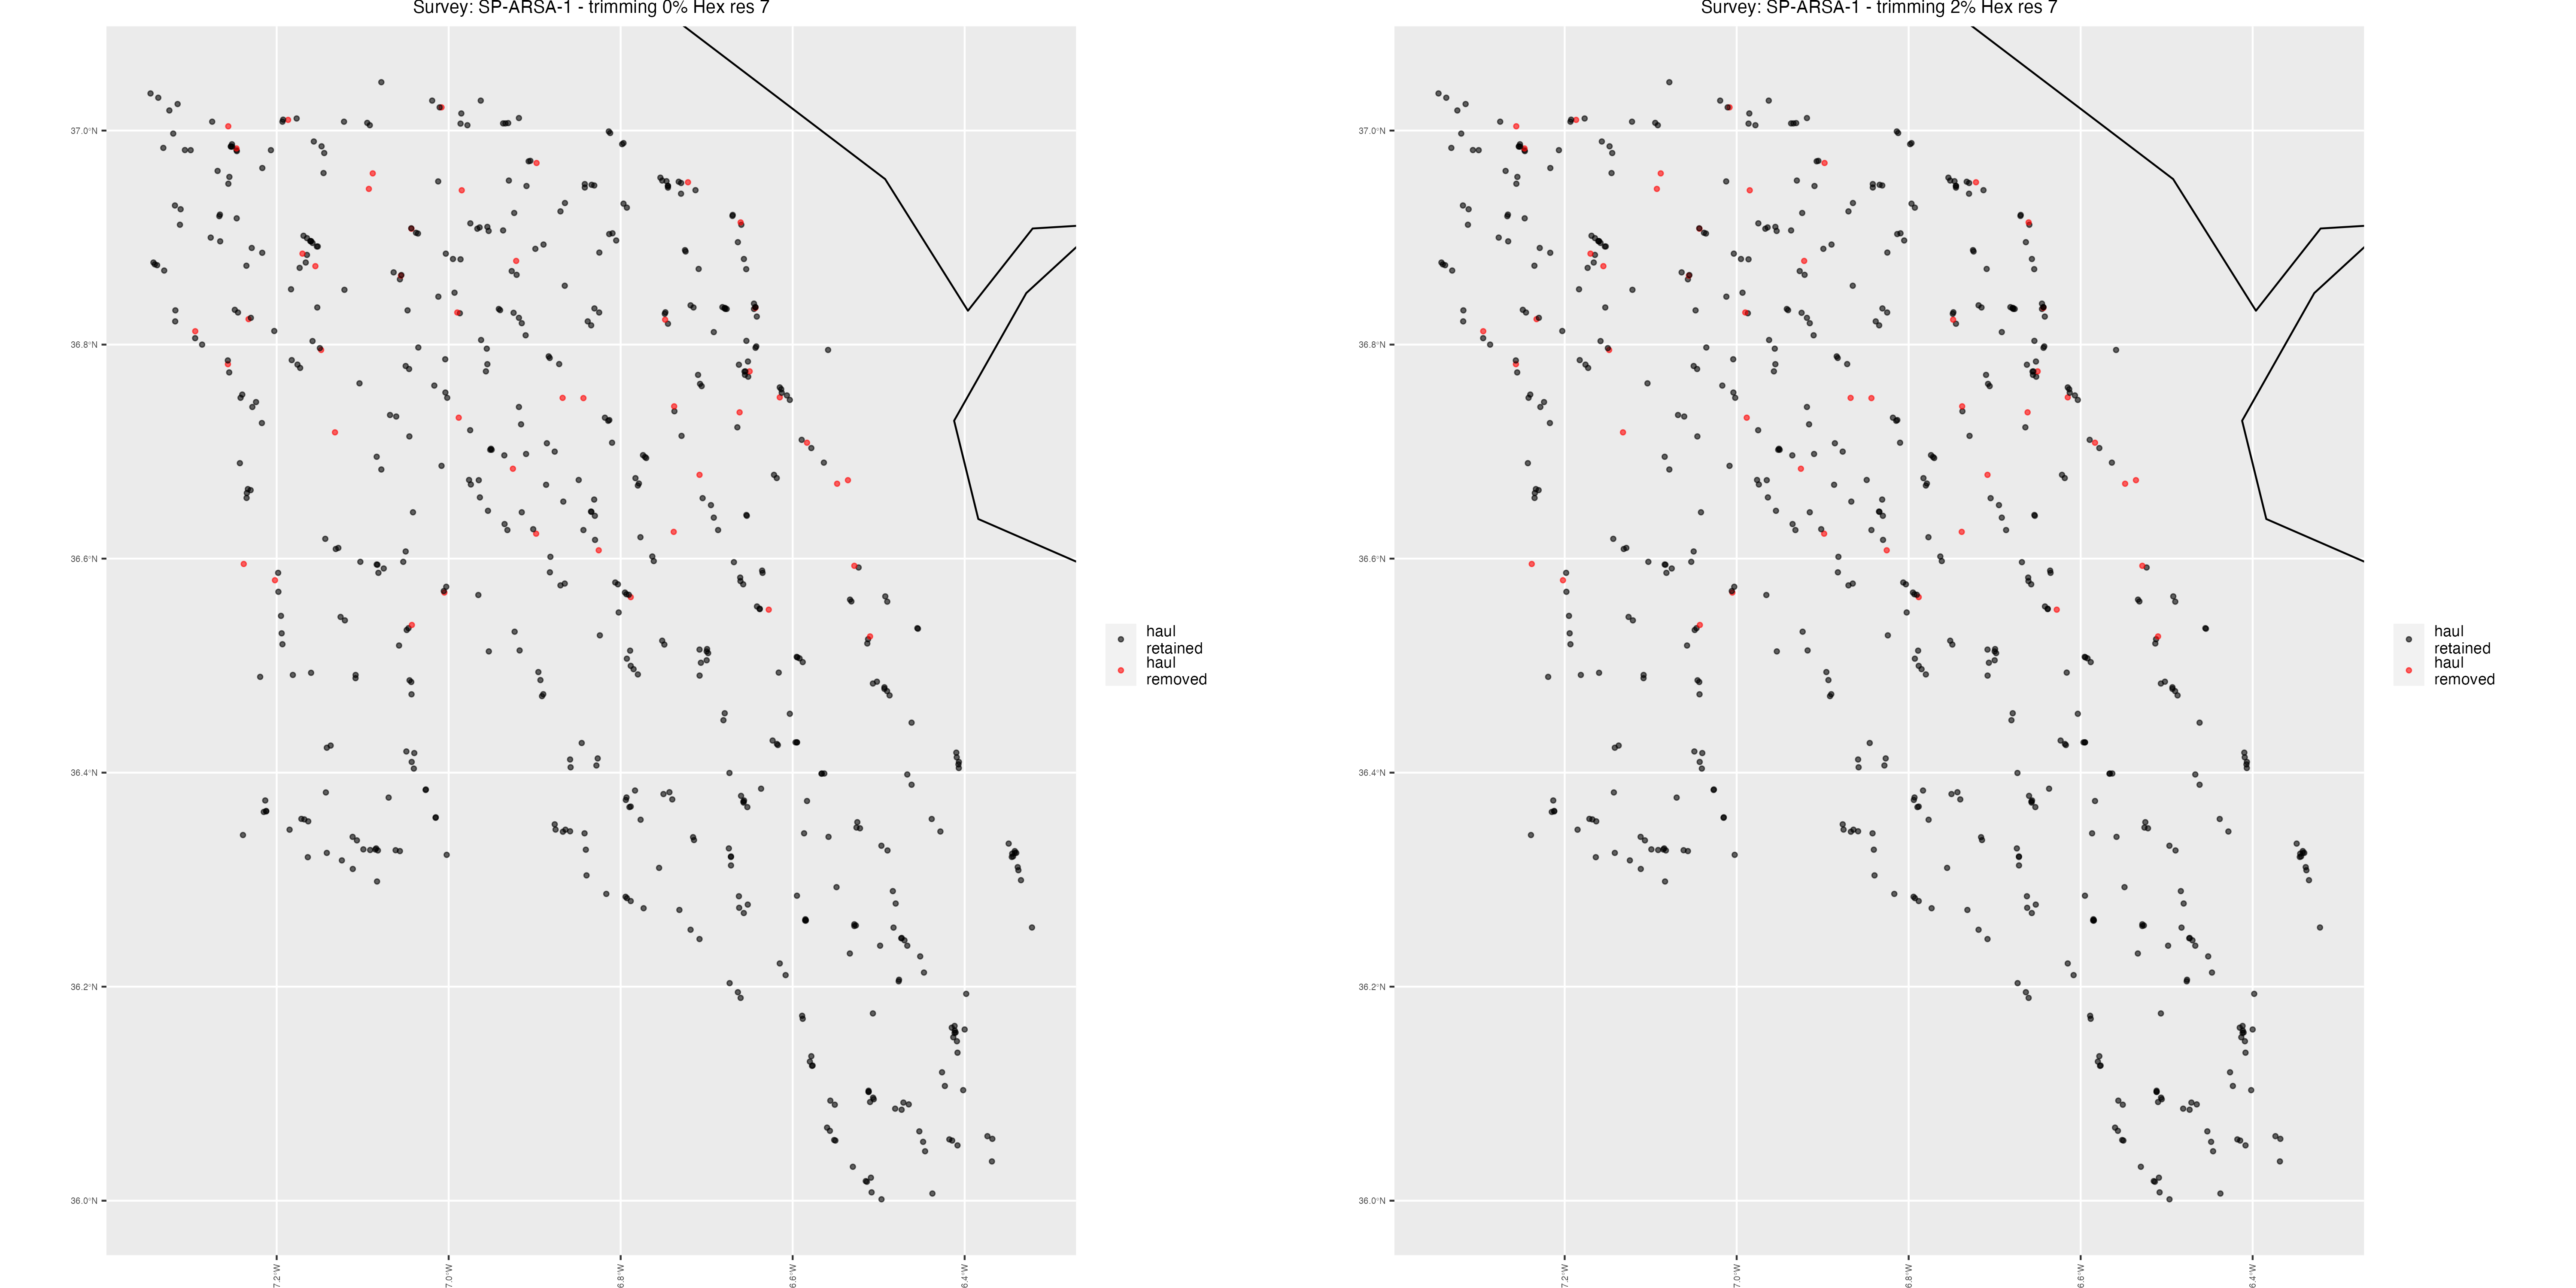 Survey: SP-ARSA-1 - trimming 0% Hex res 7
37.0°N
36.8°N
36.6°N
36.4°N
36.2°N
36.0°N
7.2°W
7.0°W
6.8°W
6.6°W
6.4°W
haul
retained
haul
removed
Survey: SP-ARSA-1 - trimming 2% Hex res 7
37.0°N
36.8°N
36.6°N
36.4°N
36.2°N
36.0°N
7.2°W
7.0°W
6.8°W
6.6°W
6.4°W
haul
retained
haul
removed